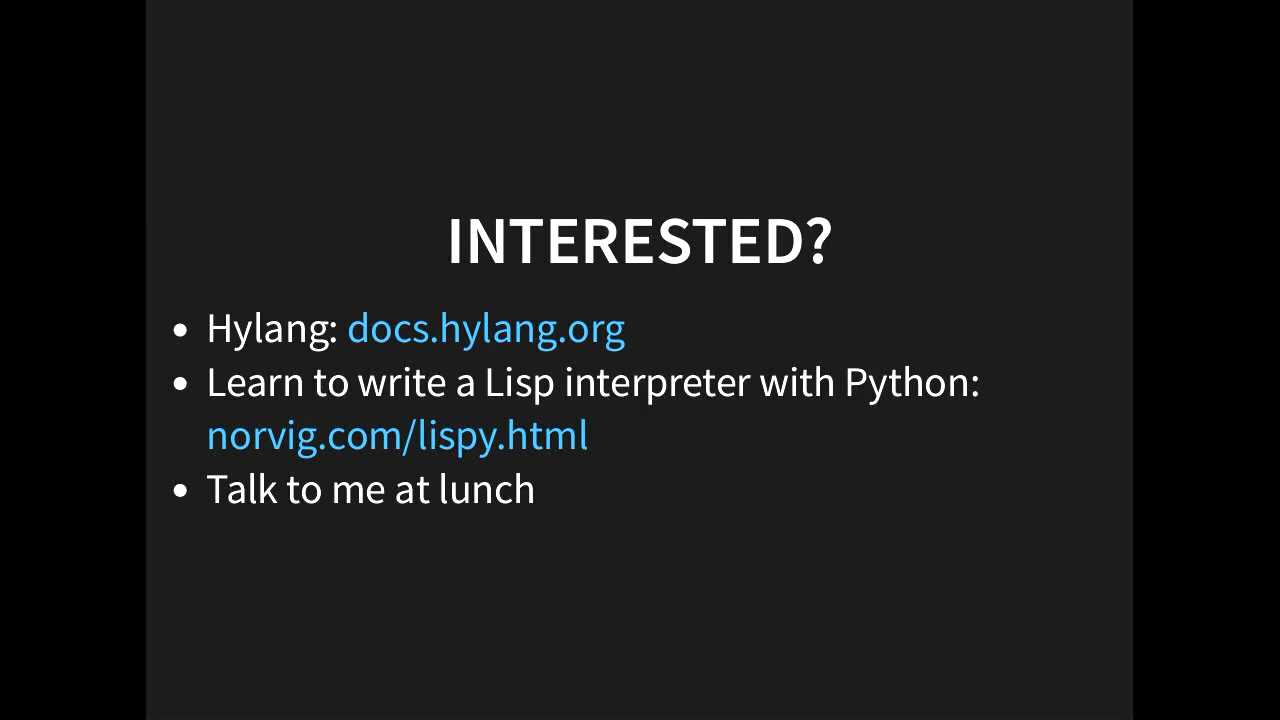 INTERESTED?
• Hylang: docs.hylang.org
• Learn to write a Lisp interpreter with Python:
norvig.com/lispy.html
• Talk to me at lunch